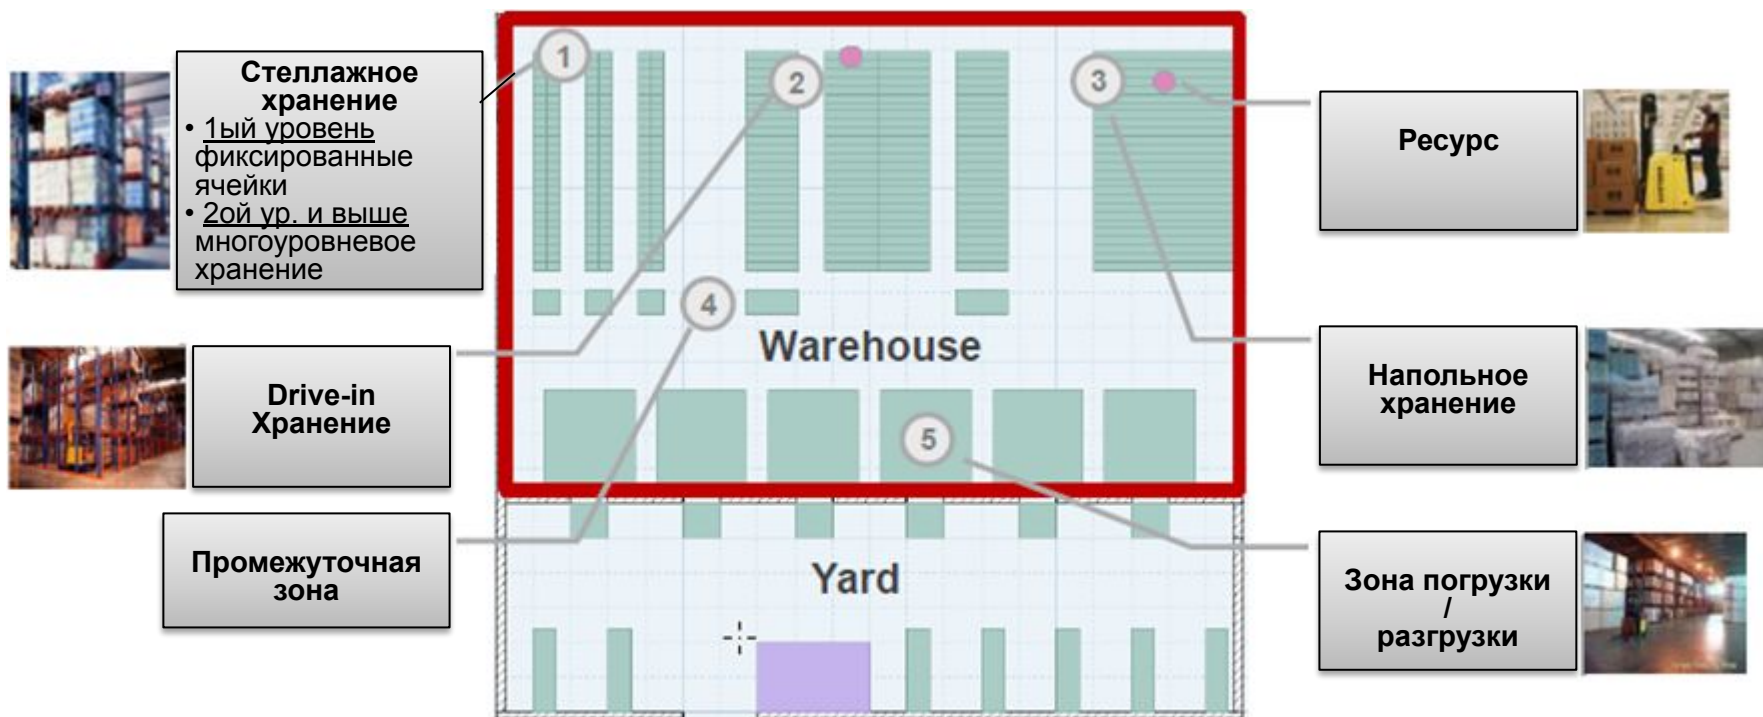 Стеллажное
хранение
• 1ый уровень
фиксированные
ячейки
• 2ой ур. и выше
многоуровневое
хранение
Drive-in
Хранение
Промежуточная
зона
1
2
3
4
Warehouse
5
Yard
Ресурс
Напольное
хранение
Зона погрузки
/
разгрузки